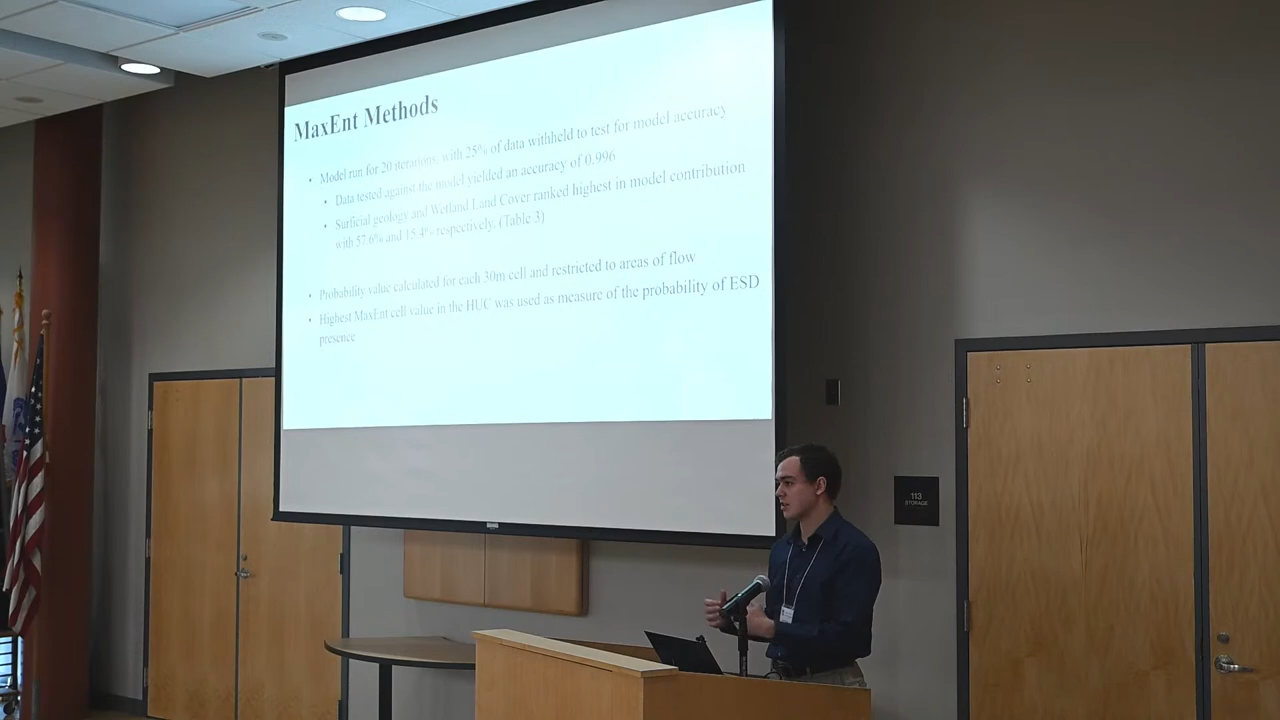 MaxEnt Methods
• Model run for 20 iterations, with 25% of data withheld to test for model accuracy
• Data tested against the model yielded an accuracy of 0.996
• Surficial geology and Wetland Land Cover ranked highest in model contribution
with 57.6% and 15.4% respectively. (Table 3)
• Probability value calculated for each 30m cell and restricted to areas of flow
• Highest MaxEnt cell value in the HUC was used as measure of the probability of ESD
presence
113
STORAGE